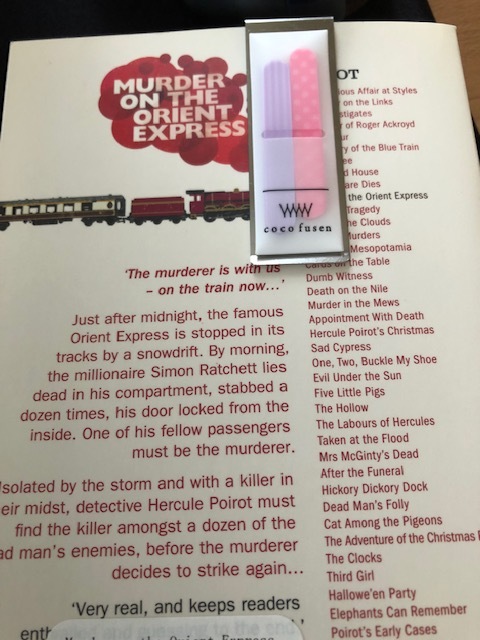 MURDER
ON THE
ORIENT
EXPRESS
coco fusen
'The murderer is with us
– on the train now...'
Just after midnight, the famous
Orient Express is stopped in its
tracks by a snowdrift. By morning,
the millionaire Simon Ratchett lies
dead in his compartment, stabbed a
dozen times, his door locked from the
inside. One of his fellow passengers
must be the murderer.
Isolated by the storm and with a killer in
eir midst, detective Hercule Poirot must
find the killer amongst a dozen of the
ad man's enemies, before the murderer
decides to strike again...
'Very real, and keeps readers
OT
ious Affair at Styles
on the Links
stigates
of Roger Ackroyd
ur
ry of the Blue Train
ee
d House
are Dies
the Orient Express
Tragedy
he Clouds
Murders
Mesopotamia
Cards on the Table
Dumb Witness
Death on the Nile
Murder in the Mews
Appointment With Death
Hercule Poirot's Christmas
Sad Cypress
One, Two, Buckle My Shoe
Evil Under the Sun
Five Little Pigs
The Hollow
The Labours of Hercules
Taken at the Flood
Mrs McGinty's Dead
After the Funeral
Hickory Dickory Dock
Dead Man's Folly
Cat Among the Pigeons
The Adventure of the Christmas
The Clocks
Third Girl
Hallowe'en Party
Elephants Can Remember
Poirot's Early Cases